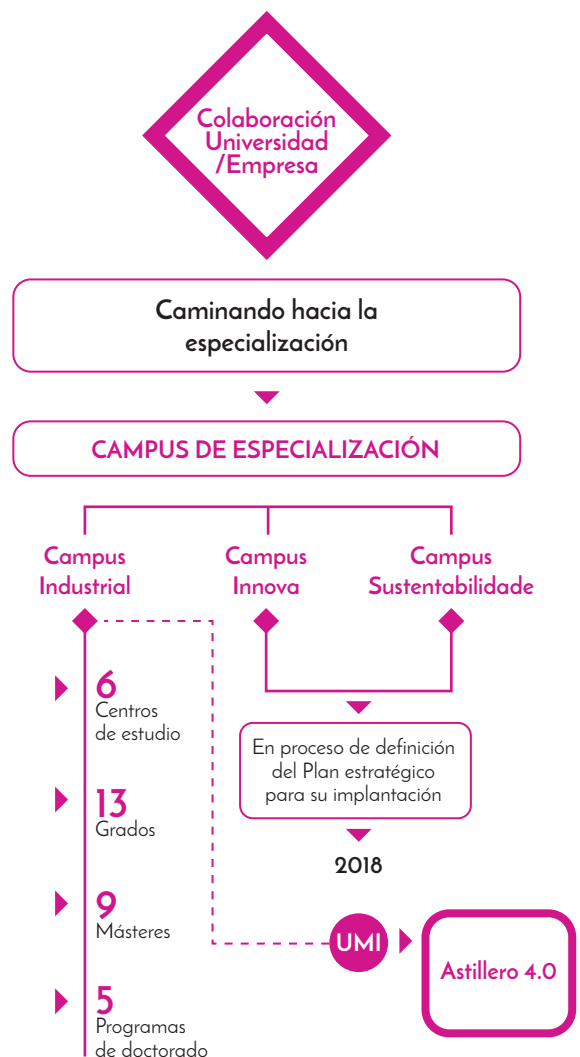 Colaboración
Universidad
/Empresa
Caminando hacia la
especialización
CAMPUS DE ESPECIALIZACIÓN
Campus
Industrial
Campus
Innova
Campus
Sustentabilidade
6
Centros
de estudio
13
Grados
9
Másteres
5
Programas
de doctorado
En proceso de definición
del Plan estratégico
para su implantación
2018
UMI
Astillero 4.0